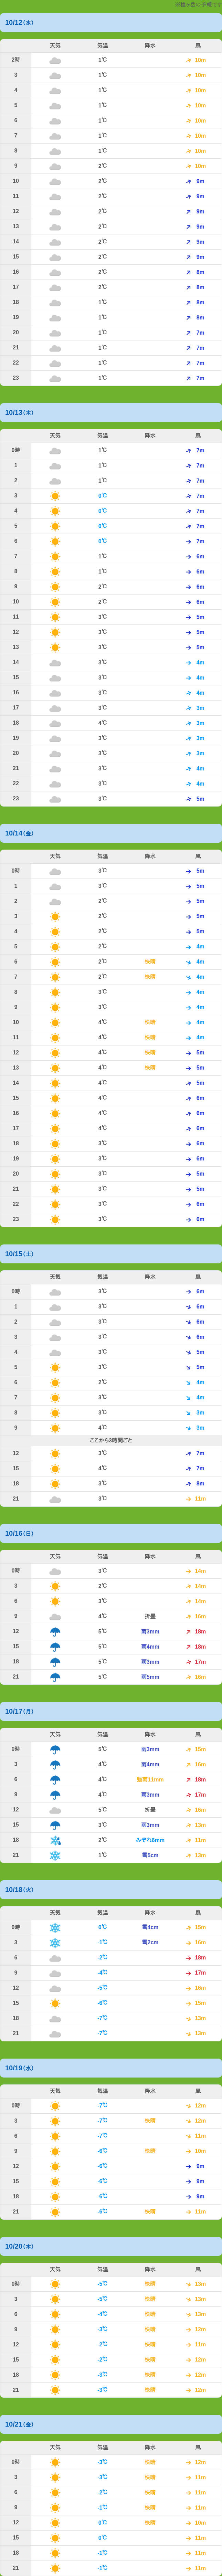 ※槍ヶ岳の予報です
10/12(水)
天気 気温 降水 風
2時 1℃ 10m
3 1℃ 10m
4 1℃ 10m
5 1℃ 10m
6 1℃ 10m
7 1℃ 10m
8 1℃ 10m
9 1℃ 10m
10 2℃ 9m
11 2℃ 9m
12 2℃ 9m
13 2℃ 9m
14 2℃ 9m
15 2℃ 9m
16 2℃ 8m
17 2℃ 8m
18 1℃ 8m
19 1℃ 8m
20 1℃ 7m
21 1℃ 7m
22 1℃ 7m
23 1℃ 7m
10/13(木)
天気 気温 降水 風
0時 1℃ 7m
1 1℃ 7m
2 1℃ 7m
3 0℃ 7m
4 0℃ 7m
5 0℃ 7m
6 0℃ 7m
7 1℃ 6m
8 1℃ 6m
9 2℃ 6m
10 2℃ 6m
11 3℃ 5m
12 3℃ 5m
13 3℃ 5m
14 3℃ 4m
15 3℃ 4m
16 3℃ 4m
17 3℃ 3m
18 4℃ 3m
19 3℃ 3m
20 3℃ 3m
21 3℃ 4m
22 3℃ 4m
23 3℃ 5m
10/14(金)
天気 気温 降水 風
0時 3℃ 5m
1 3℃ 5m
2 2℃ 5m
3 2℃ 5m
4 2℃ 5m
5 2℃ 4m
6 2℃ 快晴 4m
7 2℃ 快晴 4m
8 3℃ 4m
9 3℃ 4m
10 4℃ 快晴 4m
11 4℃ 快晴 4m
12 4℃ 快晴 5m
13 4℃ 快晴 5m
14 4℃ 5m
15 4℃ 6m
16 4℃ 6m
17 4℃ 6m
18 3℃ 6m
19 3℃ 6m
20 3℃ 5m
21 3℃ 5m
22 3℃ 6m
23 3℃ 6m
10/15(土)
天気 気温 降水 風
0時 3℃ 6m
1 3℃ 6m
2 3℃ 6m
3 3℃ 6m
4 3℃ 5m
5 3℃ 5m
6 2℃ 4m
7 3℃ 4m
8 3℃ 3m
9 4℃ 3m
ここから3時間ごと
12 3℃ 7m
15 4℃ 7m
18 3℃ 8m
21 3℃ 11m
10/16(日)
天気 気温 降水 風
0時 3℃ 14m
3 2℃ 14m
6 3℃ 14m
9 4℃ 折曇 16m
12 5℃ 雨3mm 18m
15 5℃ 雨4mm 18m
18 5℃ 雨3mm 17m
21 5℃ 雨5mm 16m
10/17(月)
天気 気温 降水 風
0時 5℃ 雨3mm 15m
3 4℃ 雨4mm 16m
6 4℃ 強雨11mm 18m
9 4℃ 雨3mm 17m
12 5℃ 折曇 16m
15 3℃ 雨3mm 13m
18 2℃ みぞれ6mm 11m
21 1℃ 雪5cm 13m
10/18(火)
天気 気温 降水 風
0時 0℃ 雪4cm 15m
3 -1℃ 雪2cm 16m
6 -2℃ 18m
9 -4℃ 17m
12 -5℃ 16m
15 -6℃ 15m
18 -7℃ 13m
21 -7℃ 13m
10/19(水)
天気 気温 降水 風
0時 -7℃ 12m
3 -7℃ 快晴 12m
6 -7℃ 11m
9 -6℃ 快晴 10m
12 -6℃ 9m
15 -6℃ 9m
18 -6℃ 9m
21 -6℃ 快晴 11m
10/20(木)
天気 気温 降水 風
0時 -5℃ 快晴 13m
3 -5℃ 快晴 13m
6 -4℃ 快晴 13m
9 -3℃ 快晴 12m
12 -2℃ 快晴 11m
15 -2℃ 快晴 12m
18 -3℃ 快晴 12m
21 -3℃ 快晴 12m
10/21(金)
天気 気温 降水 風
0時 -3℃ 快晴 12m
3 -3℃ 快晴 11m
6 -2℃ 快晴 11m
9 -1℃ 快晴 11m
12 0℃ 快晴 10m
15 0℃ 11m
18 -1℃ 11m
21 -1℃ 11m